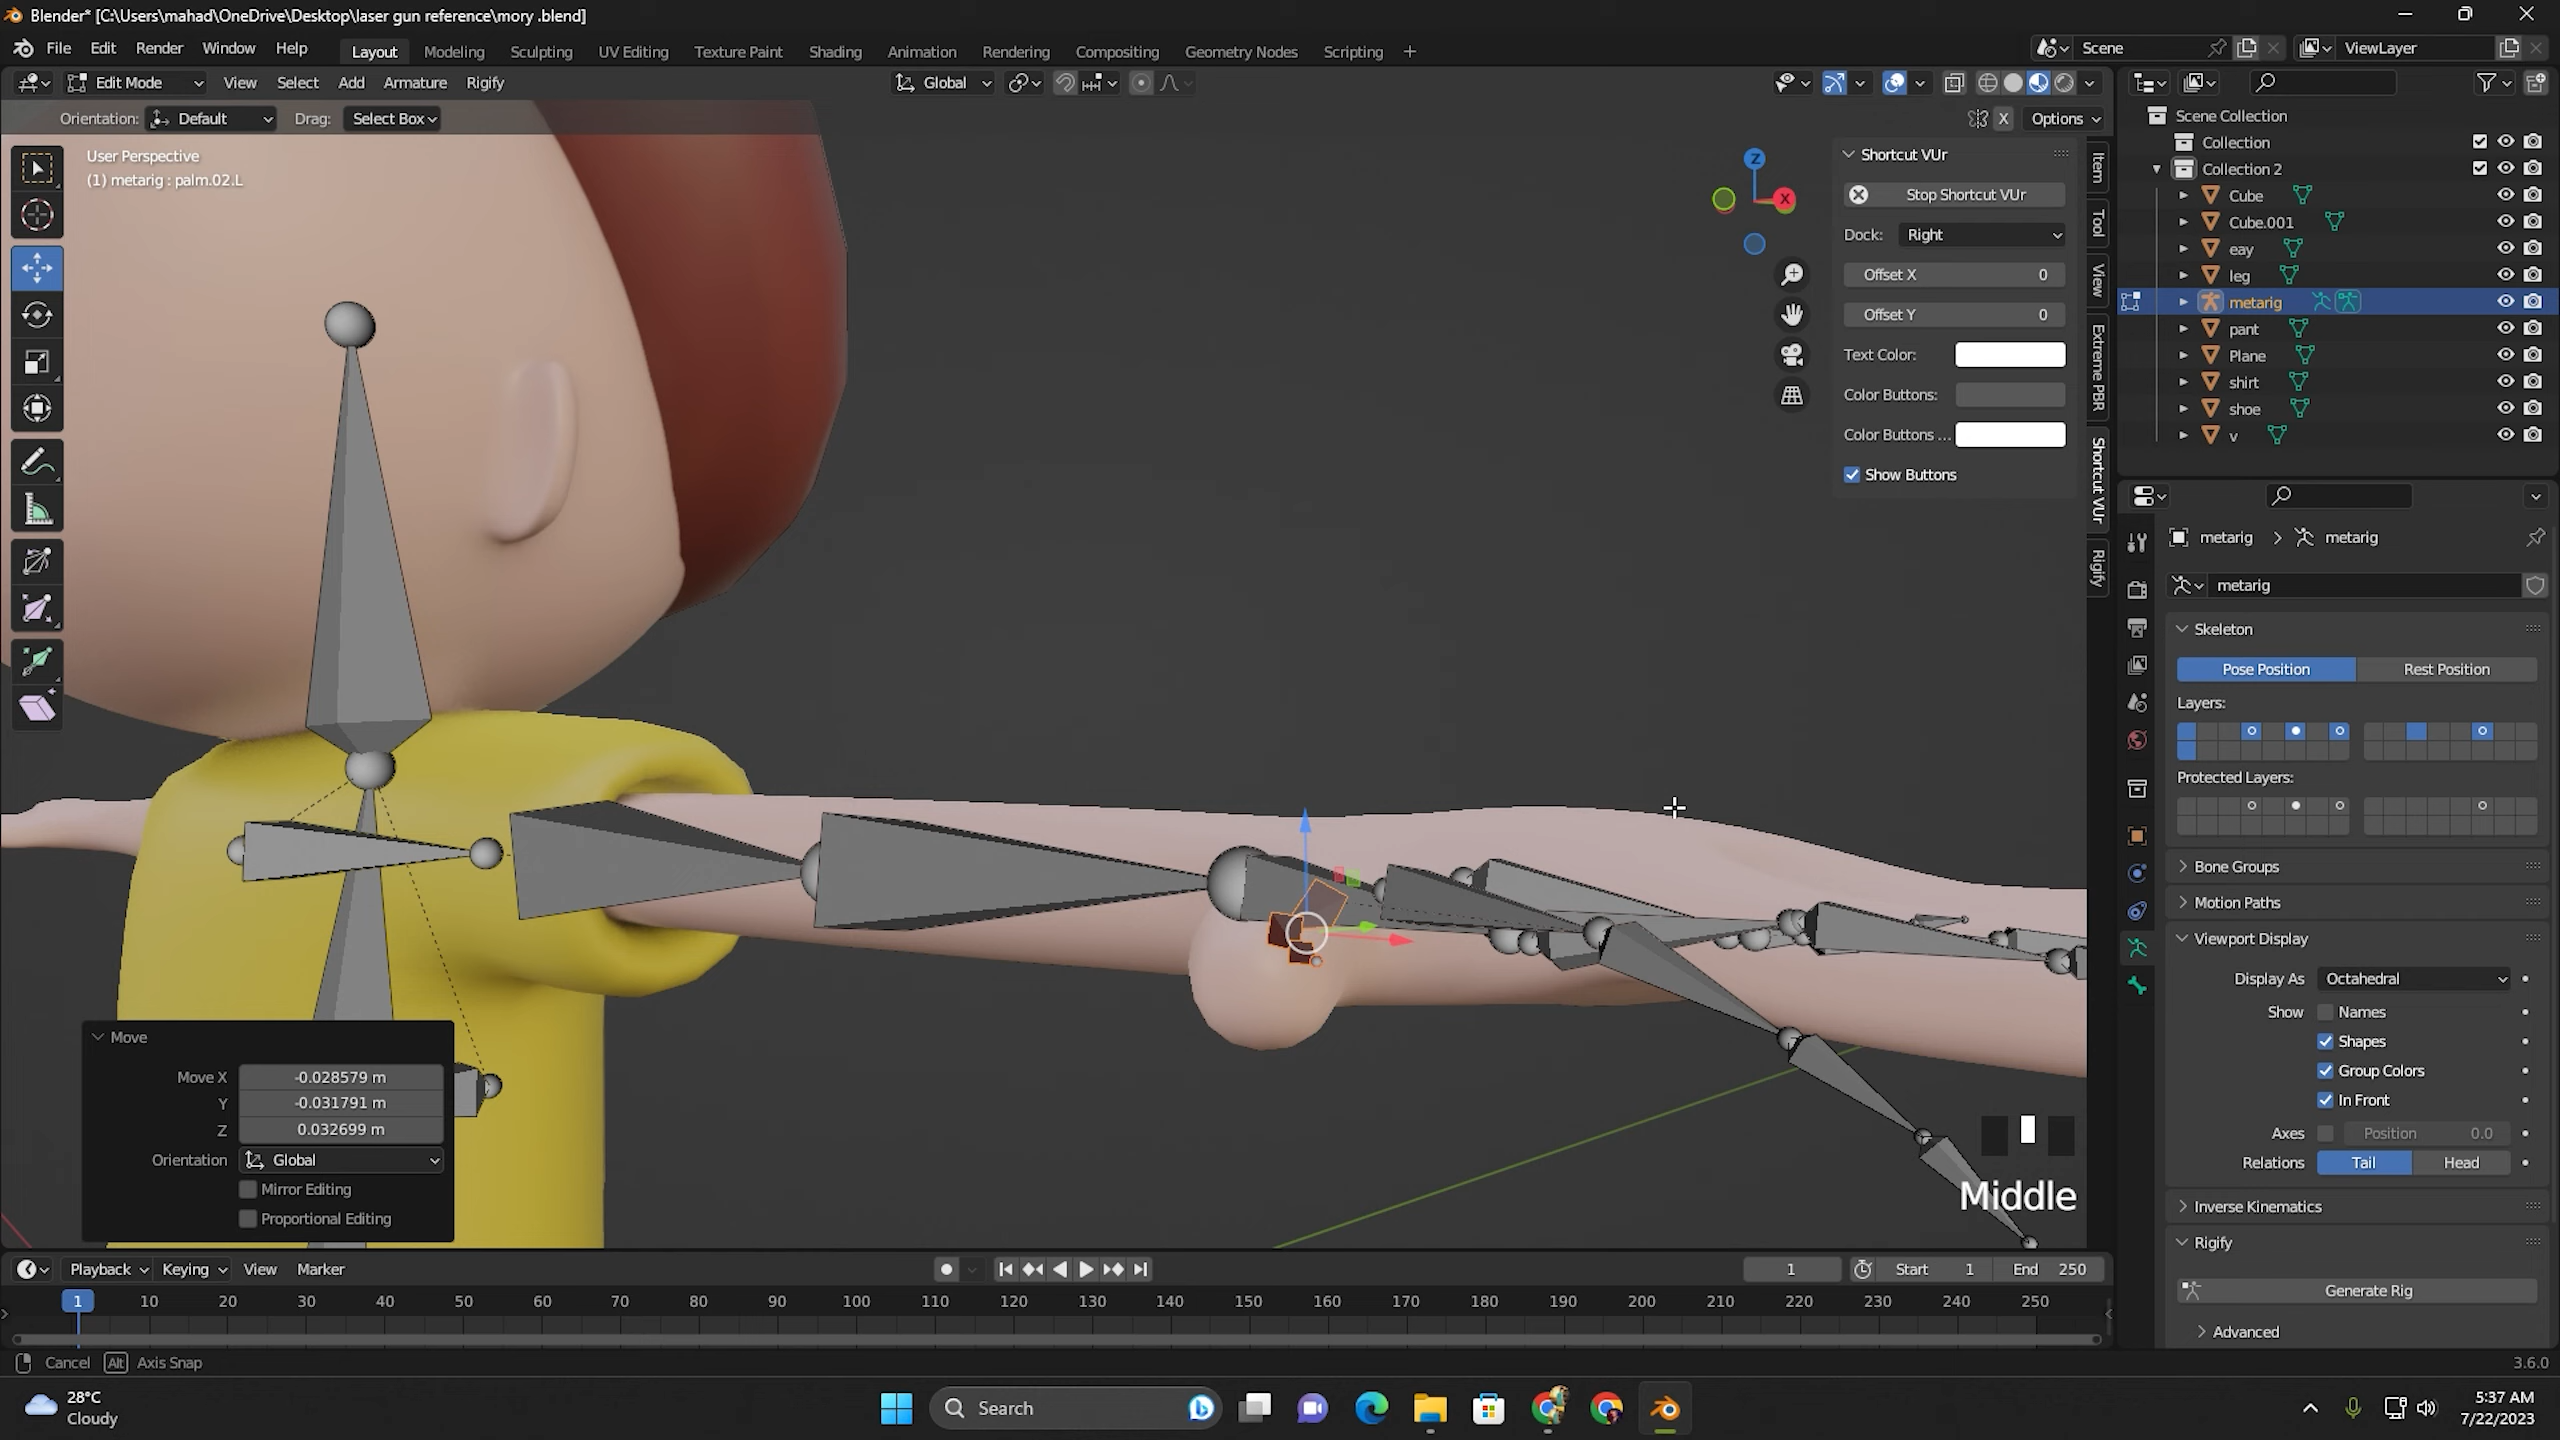 Blender* [C:\Users\mahad\OneDrive\Desktop\laser gun reference\mory .blend]
File Edit Render Window Help Layout Modeling Sculpting UV Editing Texture Paint Shading Animation Rendering Compositing Geometry Nodes Scripting + Scene ViewLayer
Edit Mode View Select Add Armature Rigify Global
Orientation: Default Drag: Select Box X Options
User Perspective
(1) metarig : palm.02.L
Z
X
Shortcut VUr
Stop Shortcut VUr
Dock: Right
Offset X 0
Offset Y 0
Text Color:
Color Buttons:
Color Buttons ...
Show Buttons
Item
Tool
View
Extreme PBR
Shortcut VUr
Rigify
Scene Collection
Collection
Collection 2
Cube
Cube.001
eay
leg
metarig
pant
Plane
shirt
shoe
v
metarig > metarig
metarig
Skeleton
Pose Position Rest Position
Layers:
Protected Layers:
Bone Groups
Motion Paths
Viewport Display
Display As Octahedral
Show Names
Shapes
Group Colors
In Front
Axes Position 0.0
Relations Tail Head
Inverse Kinematics
Rigify
Generate Rig
Advanced
Move
Move X -0.028579 m
Y -0.031791 m
Z 0.032699 m
Orientation Global
Mirror Editing
Proportional Editing
Middle
Playback Keying View Marker 1 Start 1 End 250
1 10 20 30 40 50 60 70 80 90 100 110 120 130 140 150 160 170 180 190 200 210 220 230 240 250
Cancel Alt Axis Snap 3.6.0
28°C
Cloudy
Search
5:37 AM
7/22/2023